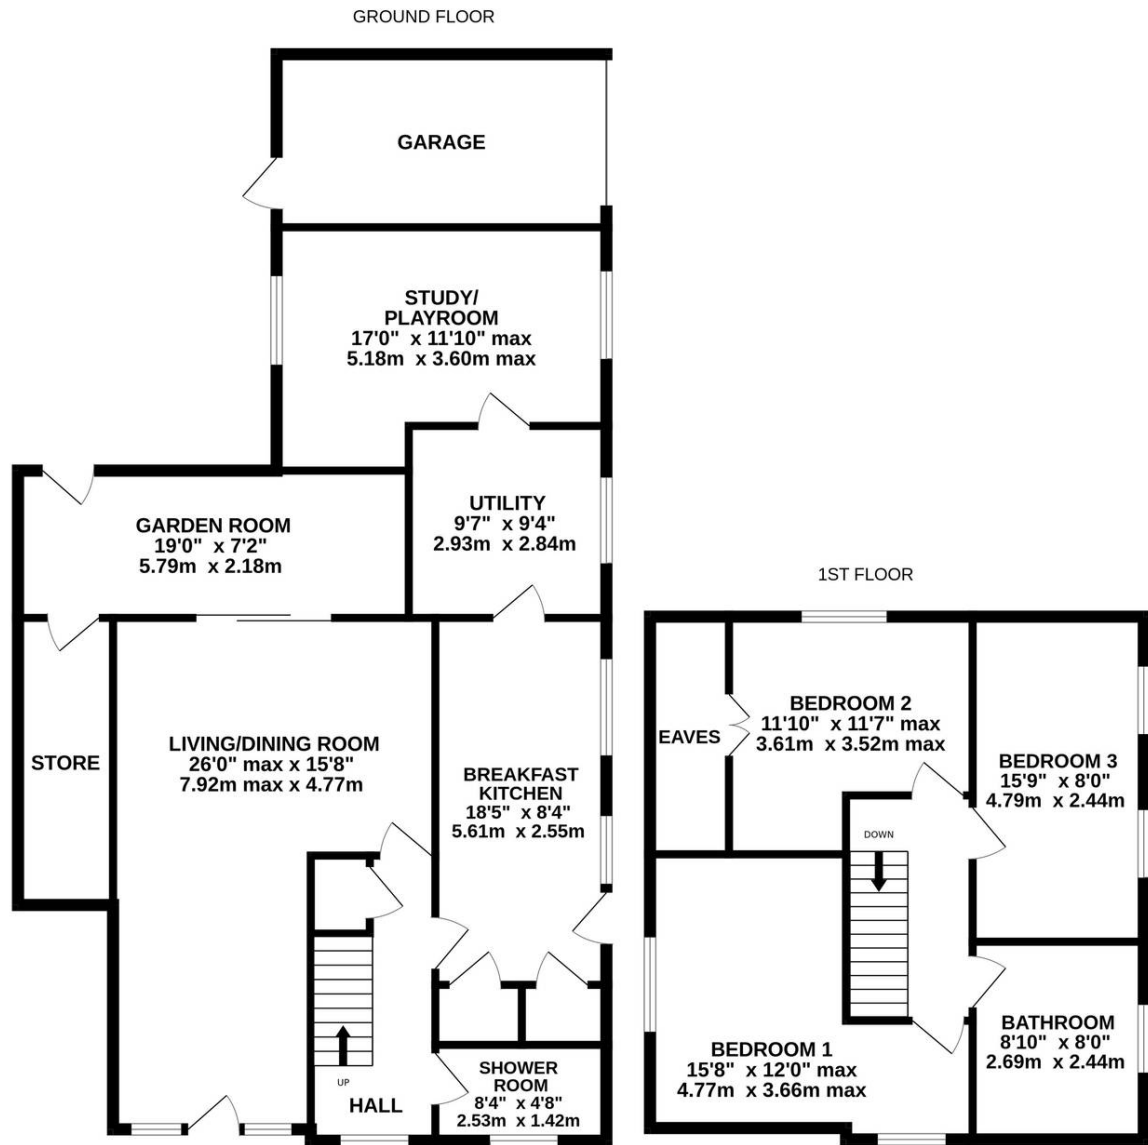 GROUND FLOOR
GARAGE
STUDY/
PLAYROOM
17'0" x 11'10" max
5.18m x 3.60m max
UTILITY
9'7" x 9'4"
2.93m x 2.84m
GARDEN ROOM
19'0" x 7'2"
5.79m x 2.18m
STORE
LIVING/DINING ROOM
26'0" max x 15'8"
7.92m max x 4.77m
BREAKFAST
KITCHEN
18'5" x 8'4"
5.61m x 2.55m
UP
HALL
SHOWER
ROOM
8'4" x 4'8"
2.53m x 1.42m
1ST FLOOR
EAVES
BEDROOM 2
11'10" x 11'7" max
3.61m x 3.52m max
BEDROOM 3
15'9" x 8'0"
4.79m x 2.44m
DOWN
BEDROOM 1
15'8" x 12'0" max
4.77m x 3.66m max
BATHROOM
8'10" x 8'0"
2.69m x 2.44m